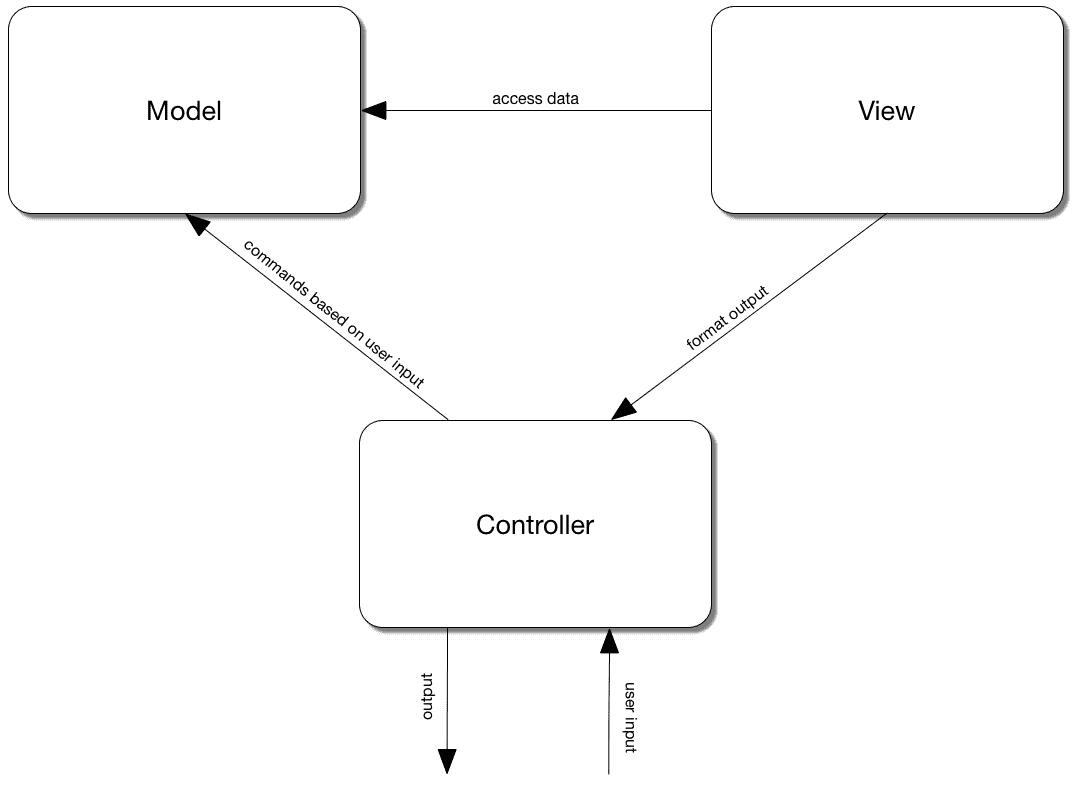 Model
access data
View
commands based on user input
format output
Controller
output
user input